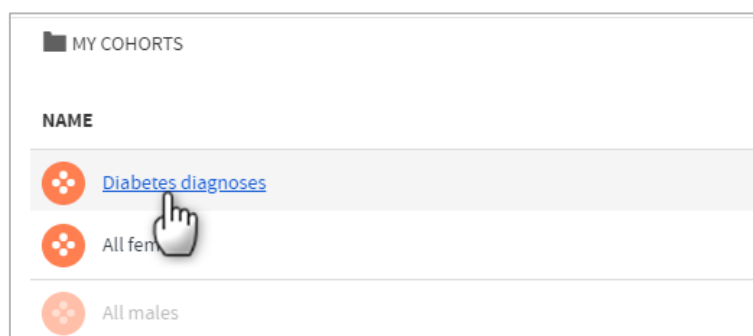 MY COHORTS
NAME
Diabetes diagnoses
All fem
All males